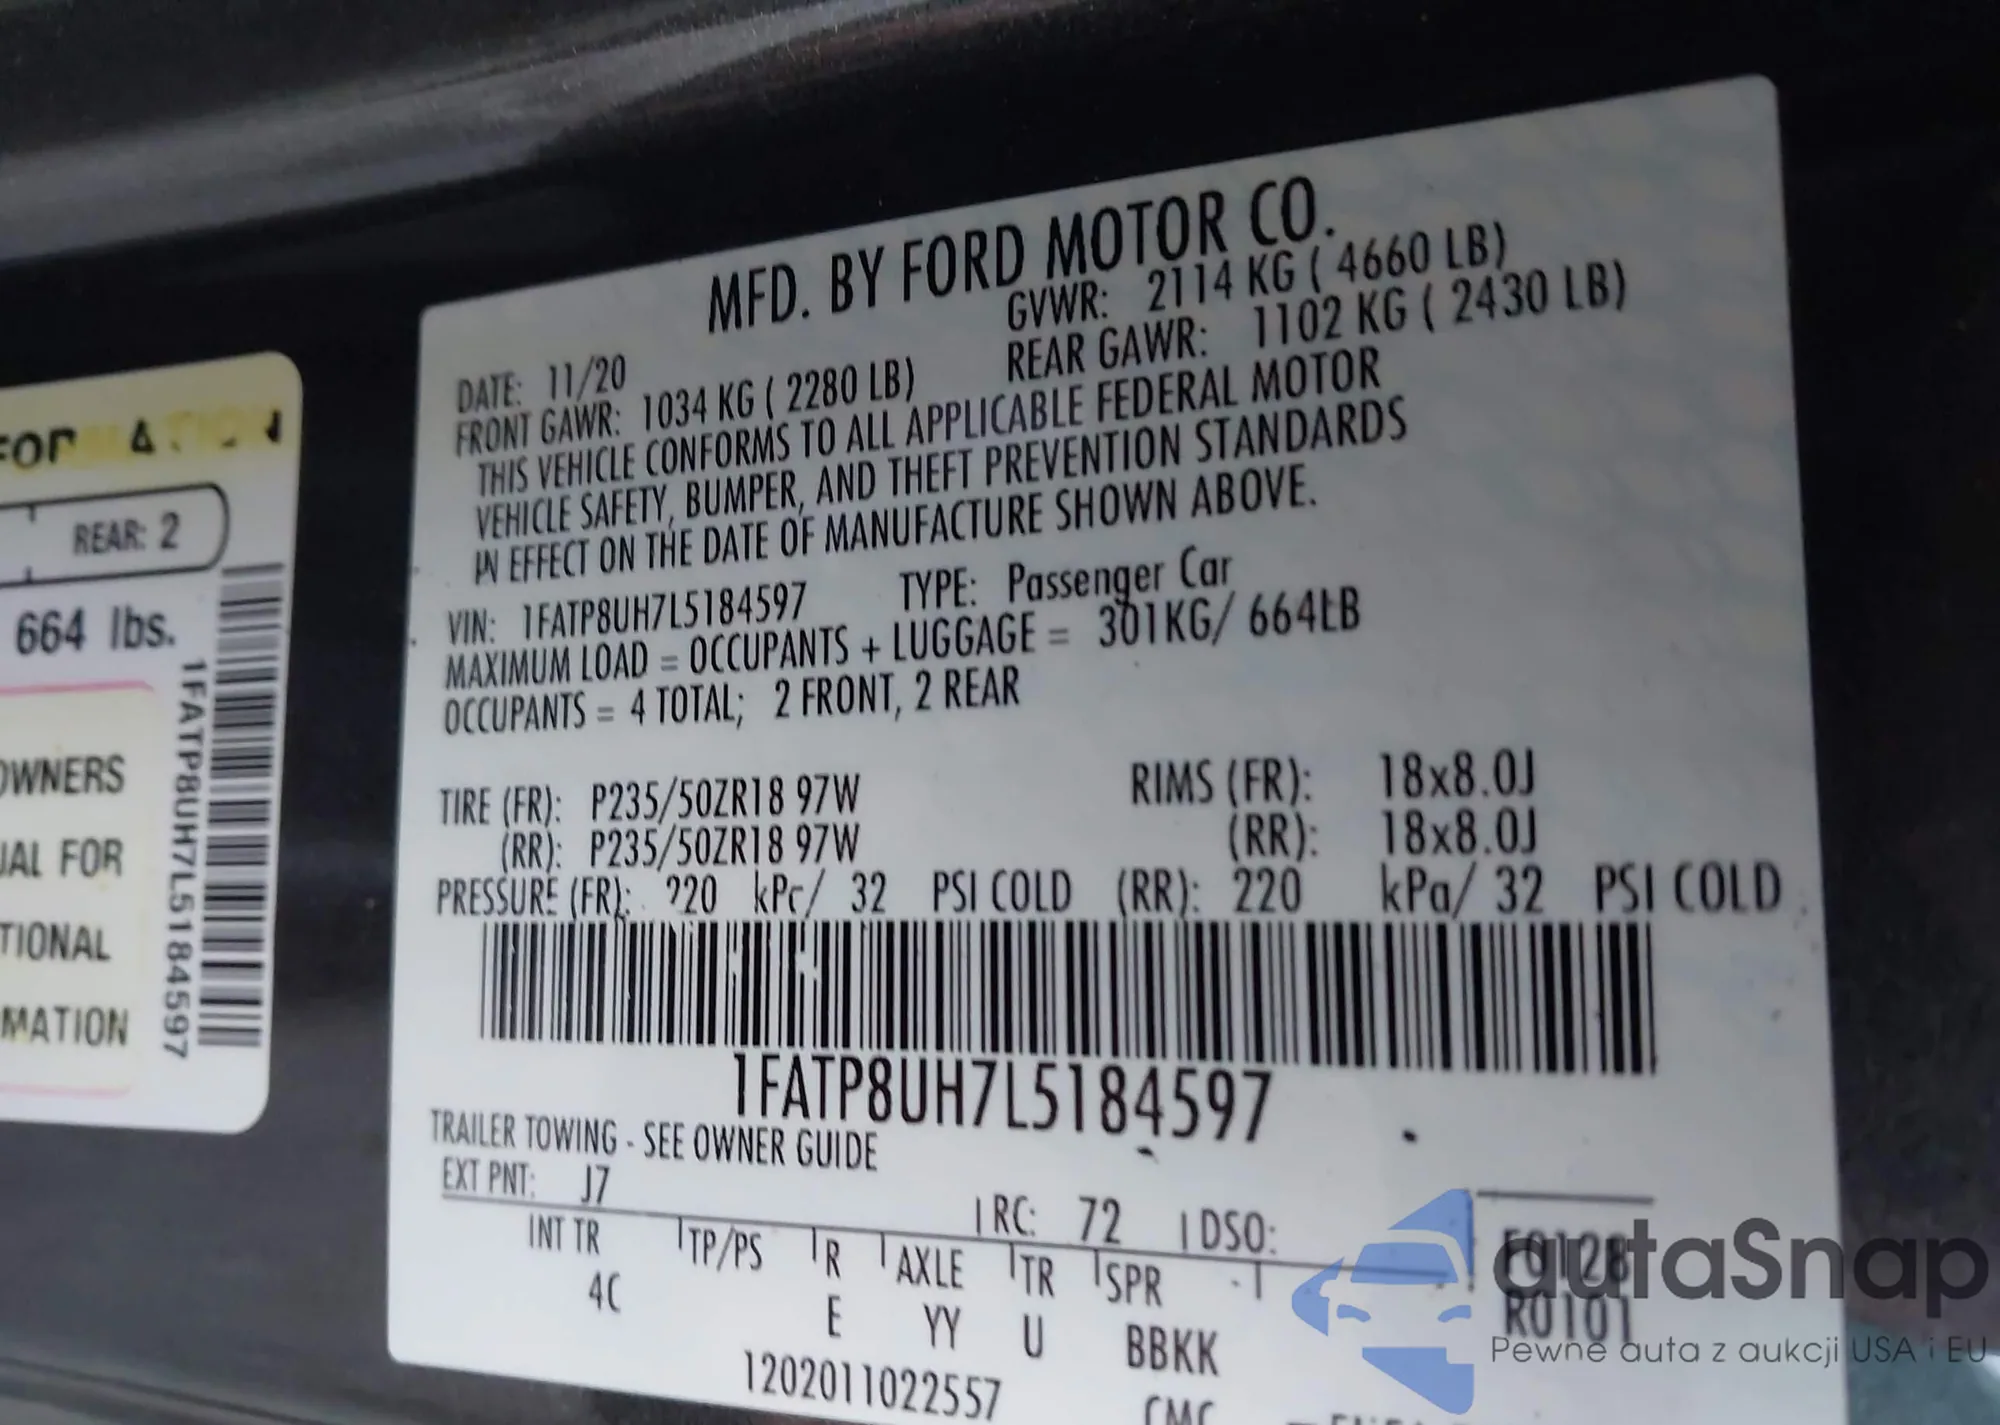 MFD. BY FORD MOTOR CO.
DATE: 11/20
GVWR: 2114 KG ( 4660 LB)
FRONT GAWR: 1034 KG ( 2280 LB)
REAR GAWR: 1102 KG ( 2430 LB)
THIS VEHICLE CONFORMS TO ALL APPLICABLE FEDERAL MOTOR
VEHICLE SAFETY, BUMPER, AND THEFT PREVENTION STANDARDS
IN EFFECT ON THE DATE OF MANUFACTURE SHOWN ABOVE.
VIN: 1FATP8UH7L5184597 TYPE: Passenger Car
MAXIMUM LOAD = OCCUPANTS + LUGGAGE = 301KG/ 664LB
OCCUPANTS = 4 TOTAL; 2 FRONT, 2 REAR
TIRE (FR): P235/50ZR18 97W RIMS (FR): 18x8.0J
(RR): P235/50ZR18 97W (RR): 18x8.0J
PRESSURE (FR): 220 kPa/ 32 PSI COLD (RR): 220 kPa/ 32 PSI COLD
1FATP8UH7L5184597
TRAILER TOWING - SEE OWNER GUIDE
EXT PNT: J7 RC: 72 DSO:
INT TR TP/PS R AXLE TR SPR
4C E YY U BBKK
F0128
R0101
1202011022557
REAR: 2
664 lbs.
1FATP8UH7L5184597
OWNERS
UAL FOR
TIONAL
MATION
autaSnap
Pewne auta z aukcji USA i EU